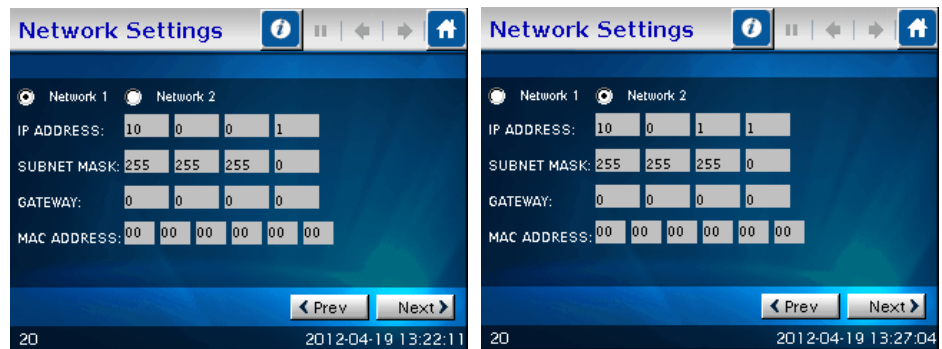 Network Settings i
Network 1 Network 2
IP ADDRESS: 10 0 0 1
SUBNET MASK: 255 255 255 0
GATEWAY: 0 0 0 0
MAC ADDRESS: 00 00 00 00 00 00
Prev Next
20 2012-04-19 13:22:11
Network Settings i
Network 1 Network 2
IP ADDRESS: 10 0 1 1
SUBNET MASK: 255 255 255 0
GATEWAY: 0 0 0 0
MAC ADDRESS: 00 00 00 00 00 00
Prev Next
20 2012-04-19 13:27:04